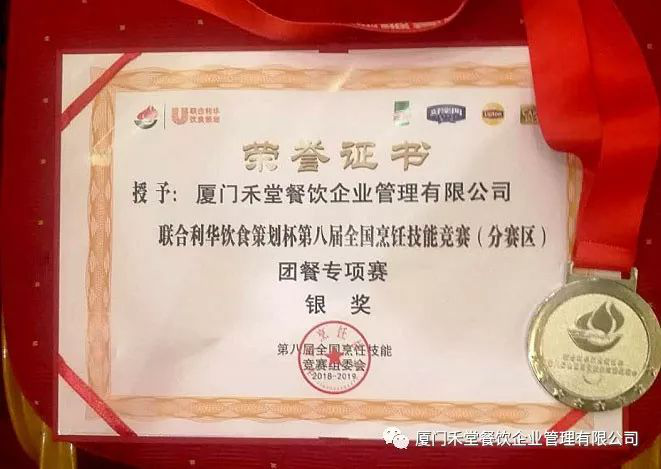 联合利华
饮食策划
Lipton
荣誉证书
授予：厦门禾堂餐饮企业管理有限公司
联合利华饮食策划杯第八届全国烹饪技能竞赛（分赛区）
团餐专项赛
银 奖
第八届全国烹饪技能
竞赛组委会
2018-2019
厦门禾堂餐饮企业管理有限公司